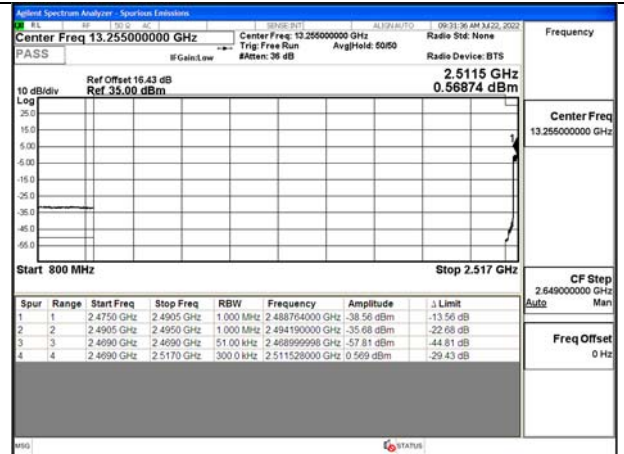 Agilent Spectrum Analyzer - Spurious Emissions
RL RF 50 Ω AC SENSE:INT ALIGN AUTO 09:31:36 AM Jul 22, 2022
Center Freq 13.255000000 GHz
Center Freq: 13.255000000 GHz
Radio Std: None
Trig: Free Run Avg|Hold: 50/50
PASS
IFGain:Low
#Atten: 36 dB
Radio Device: BTS
Ref Offset 16.43 dB
2.5115 GHz
10 dB/div Ref 35.00 dBm
0.56874 dBm
Log
25.0
15.0
1
5.00
-5.00
-15.0
-25.0
-35.0
-45.0
-55.0
Start 800 MHz
Stop 2.517 GHz
Spur Range Start Freq Stop Freq RBW Frequency Amplitude Δ Limit
1 1 2.4750 GHz 2.4905 GHz 1.000 MHz 2.488764000 GHz -38.56 dBm -13.56 dB
2 2 2.4905 GHz 2.4950 GHz 1.000 MHz 2.494190000 GHz -35.68 dBm -22.68 dB
3 3 2.4690 GHz 2.4690 GHz 51.00 kHz 2.468999998 GHz -57.81 dBm -44.81 dB
4 4 2.4690 GHz 2.5170 GHz 300.0 kHz 2.511528000 GHz 0.569 dBm -29.43 dB
MSG
STATUS
Frequency
Center Freq
13.255000000 GHz
CF Step
2.649000000 GHz
Auto Man
Freq Offset
0 Hz